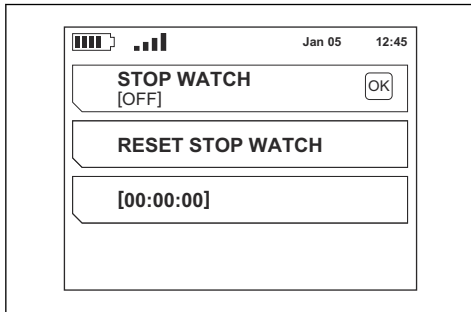 Jan 05 12:45
STOP WATCH
[OFF]
OK
RESET STOP WATCH
[00:00:00]